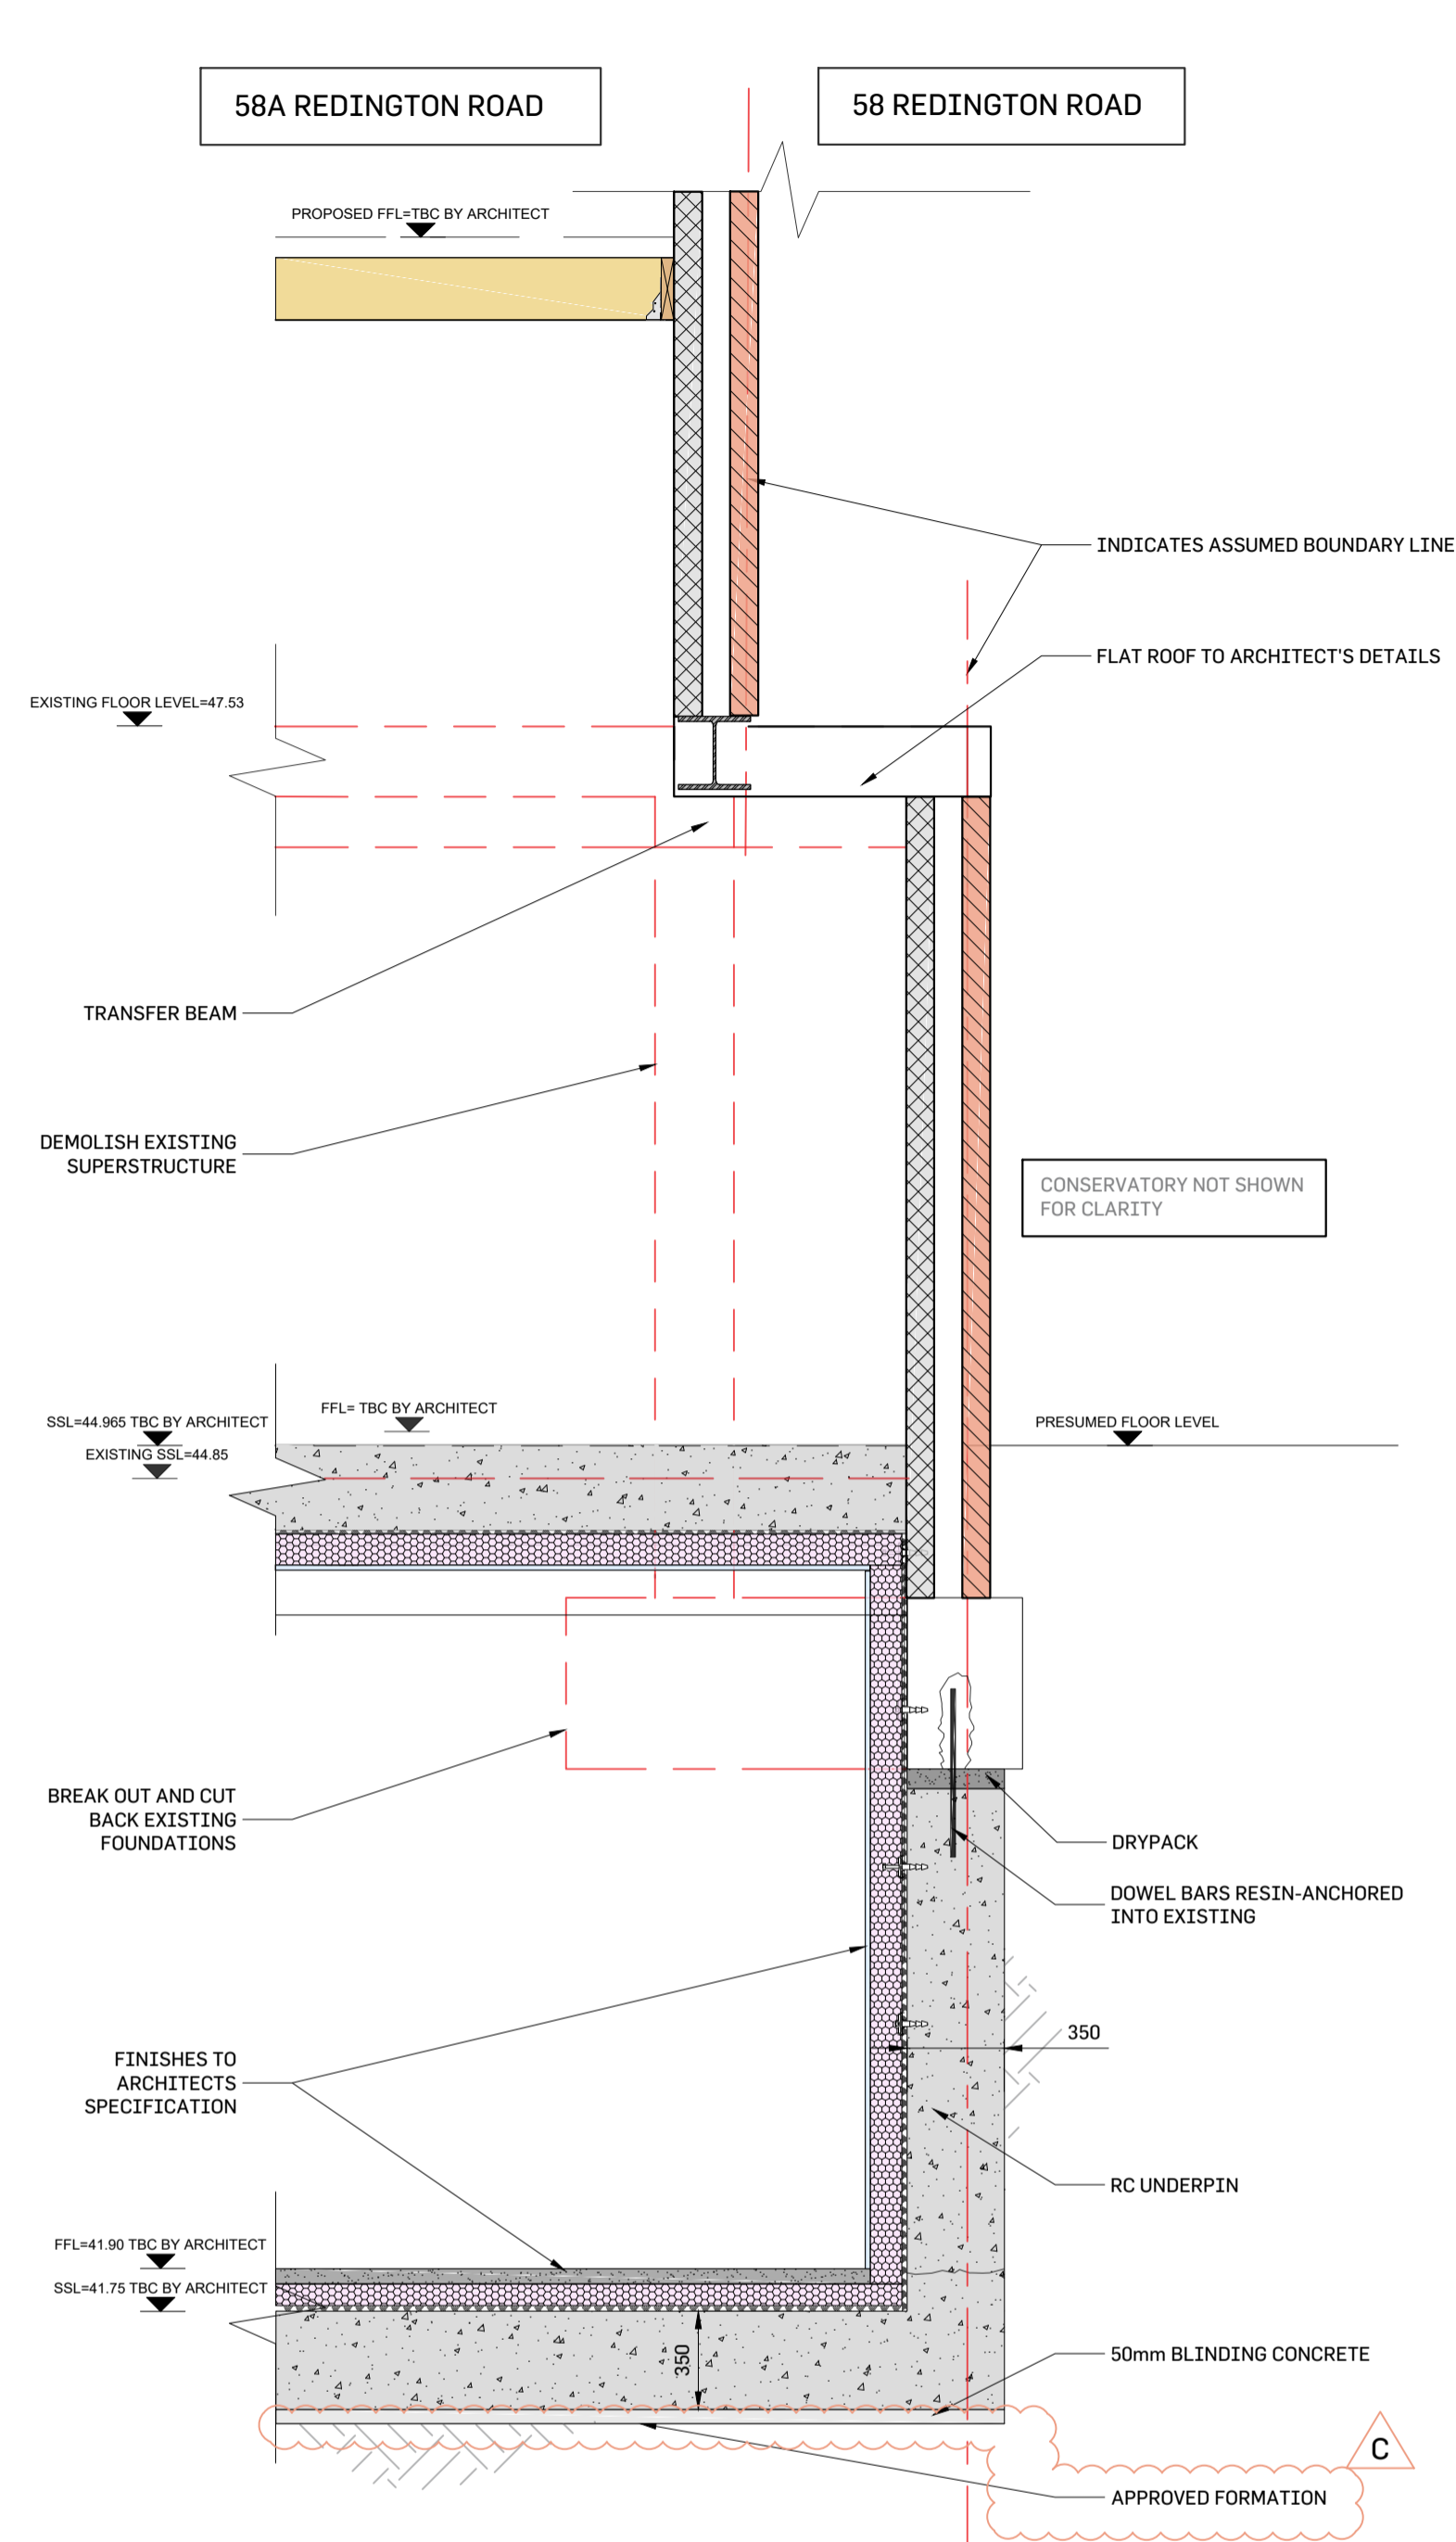 58A REDINGTON ROAD
58 REDINGTON ROAD
PROPOSED FFL=TBC BY ARCHITECT
INDICATES ASSUMED BOUNDARY LINE
FLAT ROOF TO ARCHITECT'S DETAILS
EXISTING FLOOR LEVEL=47.53
TRANSFER BEAM
DEMOLISH EXISTING
SUPERSTRUCTURE
CONSERVATORY NOT SHOWN
FOR CLARITY
FFL= TBC BY ARCHITECT
SSL=44.965 TBC BY ARCHITECT
PRESUMED FLOOR LEVEL
EXISTING SSL=44.85
BREAK OUT AND CUT
BACK EXISTING
FOUNDATIONS
DRYPACK
DOWEL BARS RESIN-ANCHORED
INTO EXISTING
350
FINISHES TO
ARCHITECTS
SPECIFICATION
RC UNDERPIN
FFL=41.90 TBC BY ARCHITECT
SSL=41.75 TBC BY ARCHITECT
350
50mm BLINDING CONCRETE
C
APPROVED FORMATION